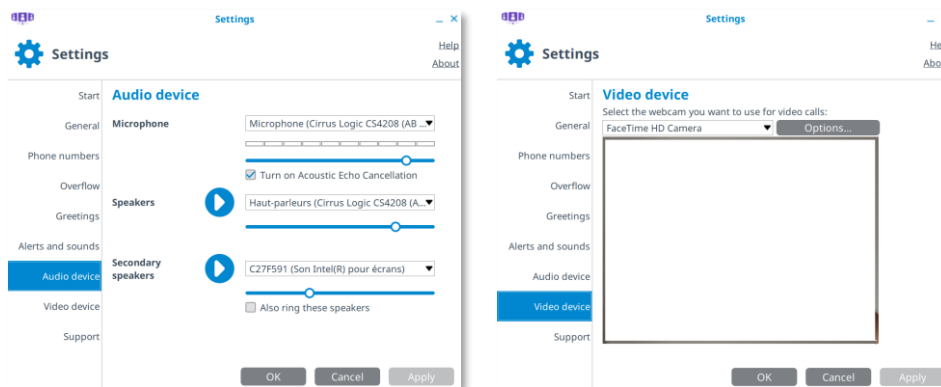 Settings
Settings
Help
About
Start
General
Phone numbers
Overflow
Greetings
Alerts and sounds
Audio device
Video device
Support
Audio device
Microphone
Microphone (Cirrus Logic CS4208 (AB ...
Turn on Acoustic Echo Cancellation
Speakers
Haut-parleurs (Cirrus Logic CS4208 (A...
Secondary
speakers
C27F591 (Son Intel(R) pour écrans)
Also ring these speakers
OK
Cancel
Apply
Settings
Settings
He
Abou
Start
General
Phone numbers
Overflow
Greetings
Alerts and sounds
Audio device
Video device
Support
Video device
Select the webcam you want to use for video calls:
FaceTime HD Camera
Options...
OK
Cancel
Apply